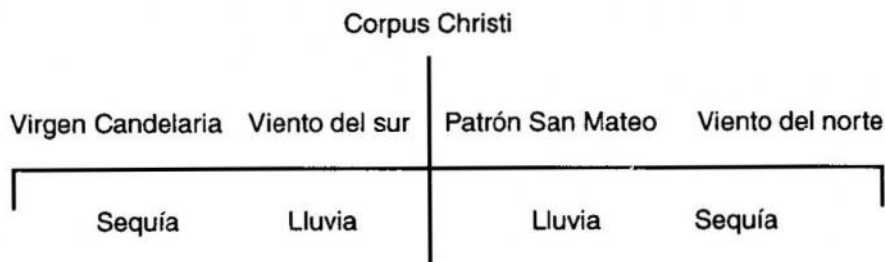 Corpus Christi
Virgen Candelaria Viento del sur Patrón San Mateo Viento del norte
Sequía Lluvia Lluvia Sequía